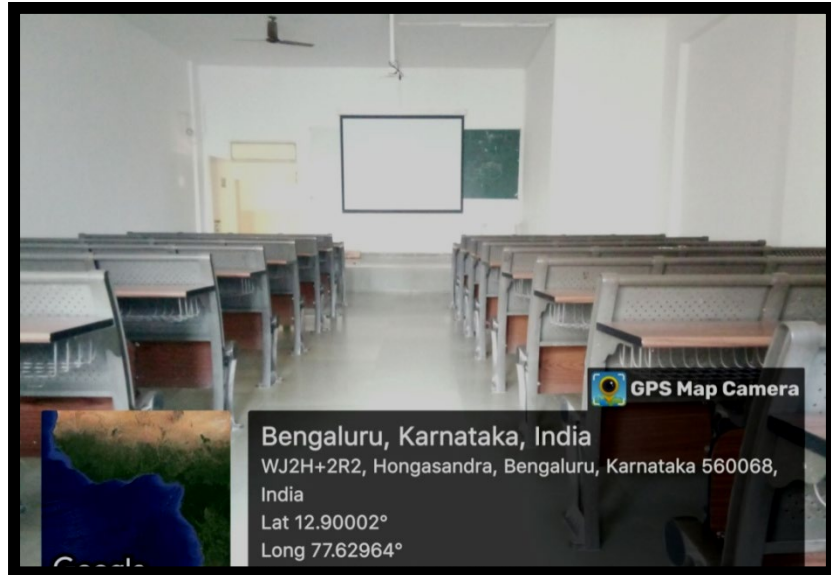 GPS Map Camera
Bengaluru, Karnataka, India
WJ2H+2R2, Hongasandra, Bengaluru, Karnataka 560068,
India
Lat 12.90002°
Long 77.62964°
Google